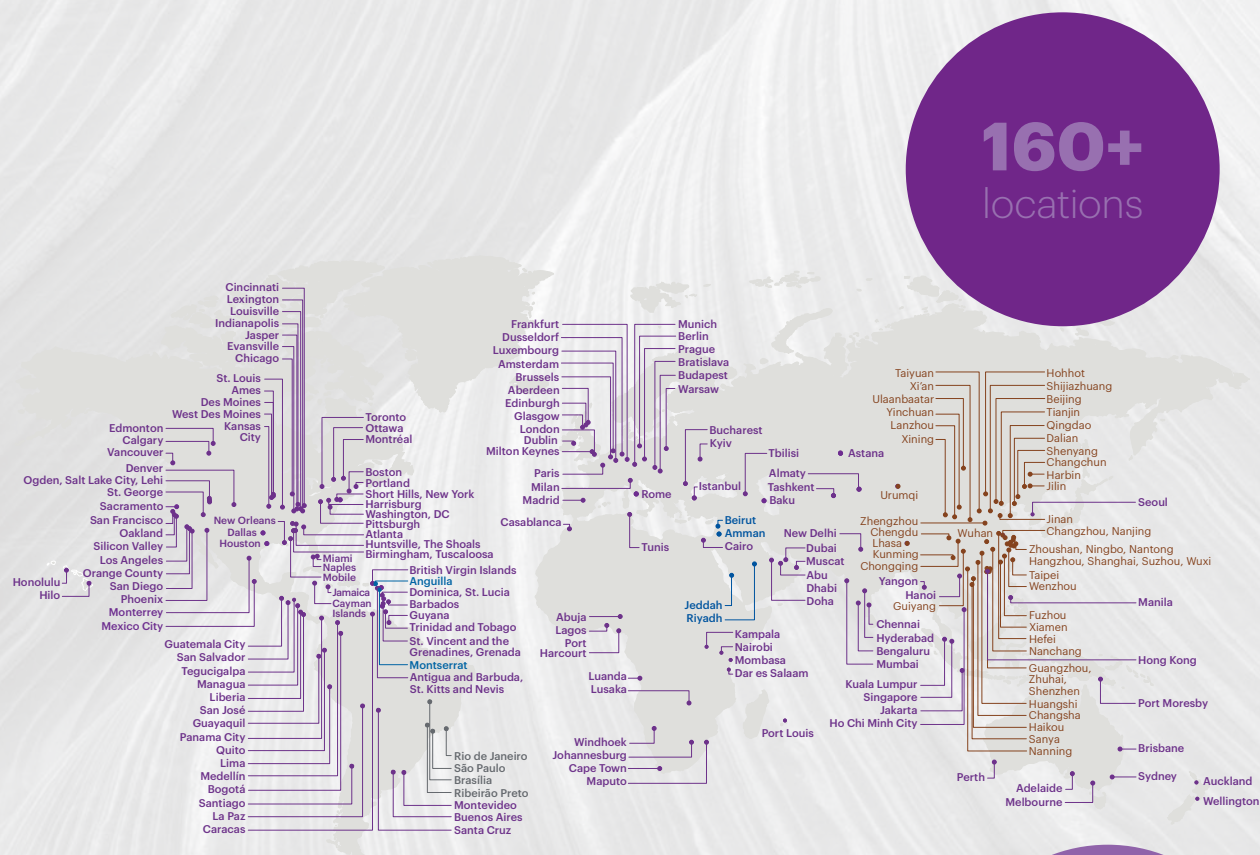 160+
locations
Cincinnati
Lexington
Louisville
Indianapolis
Jasper
Evansville
Chicago
St. Louis
Ames
Des Moines
West Des Moines
Kansas
City
Edmonton
Calgary
Vancouver
Denver
Ogden, Salt Lake City, Lehi
St. George
Sacramento
San Francisco
Oakland
Silicon Valley
Los Angeles
Orange County
San Diego
Phoenix
Monterrey
Mexico City
Honolulu
Hilo
New Orleans
Dallas
Houston
Toronto
Ottawa
Montréal
Boston
Portland
Short Hills, New York
Harrisburg
Washington, DC
Pittsburgh
Atlanta
Huntsville, The Shoals
Birmingham, Tuscaloosa
Miami
Naples
Mobile
Jamaica
Cayman
Islands
British Virgin Islands
Anguilla
Dominica, St. Lucia
Barbados
Guyana
Trinidad and Tobago
St. Vincent and the
Grenadines, Grenada
Montserrat
Antigua and Barbuda,
St. Kitts and Nevis
Guatemala City
San Salvador
Tegucigalpa
Managua
Liberia
San José
Guayaquil
Panama City
Quito
Lima
Medellín
Bogotá
Santiago
La Paz
Caracas
Rio de Janeiro
São Paulo
Brasília
Ribeirão Preto
Montevideo
Buenos Aires
Santa Cruz
Frankfurt
Dusseldorf
Luxembourg
Amsterdam
Brussels
Aberdeen
Edinburgh
Glasgow
London
Dublin
Milton Keynes
Paris
Milan
Madrid
Casablanca
Munich
Berlin
Prague
Bratislava
Budapest
Warsaw
Bucharest
Kyiv
Rome
Istanbul
Tunis
Tbilisi
Astana
Almaty
Tashkent
Baku
Beirut
Amman
Cairo
New Delhi
Dubai
Muscat
Abu
Dhabi
Doha
Jeddah
Riyadh
Abuja
Lagos
Port
Harcourt
Kampala
Nairobi
Mombasa
Dar es Salaam
Luanda
Lusaka
Windhoek
Johannesburg
Cape Town
Maputo
Port Louis
Chennai
Hyderabad
Bengaluru
Mumbai
Kuala Lumpur
Singapore
Jakarta
Ho Chi Minh City
Taiyuan
Xi'an
Ulaanbaatar
Yinchuan
Lanzhou
Xining
Urumqi
Zhengzhou
Chengdu
Lhasa
Kunming
Chongqing
Wuhan
Yangon
Hanoi
Guiyang
Hohhot
Shijiazhuang
Beijing
Tianjin
Qingdao
Dalian
Shenyang
Changchun
Harbin
Jilin
Seoul
Jinan
Changzhou, Nanjing
Zhoushan, Ningbo, Nantong
Hangzhou, Shanghai, Suzhou, Wuxi
Taipei
Wenzhou
Manila
Fuzhou
Xiamen
Hefei
Nanchang
Hong Kong
Guangzhou,
Zhuhai,
Shenzhen
Huangshi
Changsha
Haikou
Sanya
Nanning
Port Moresby
Brisbane
Perth
Adelaide
Melbourne
Sydney
Auckland
Wellington